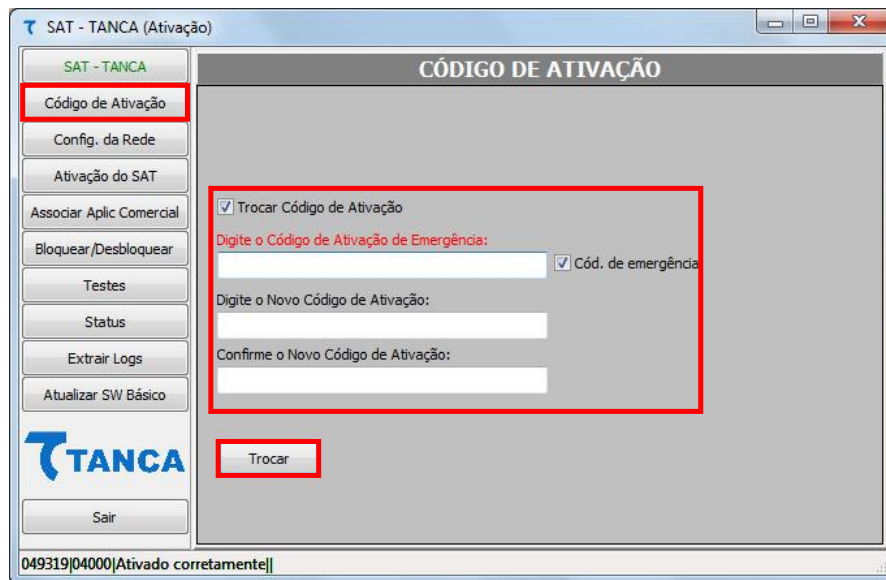 SAT - TANCA (Ativação)
SAT - TANCA
CÓDIGO DE ATIVAÇÃO
Código de Ativação
Config. da Rede
Ativação do SAT
Associar Aplic Comercial
Bloquear/Desbloquear
Testes
Status
Extrair Logs
Atualizar SW Básico
Trocar Código de Ativação
Digite o Código de Ativação de Emergência:
Cód. de emergência
Digite o Novo Código de Ativação:
Confirme o Novo Código de Ativação:
Trocar
TANCA
Sair
049319|04000|Ativado corretamente||